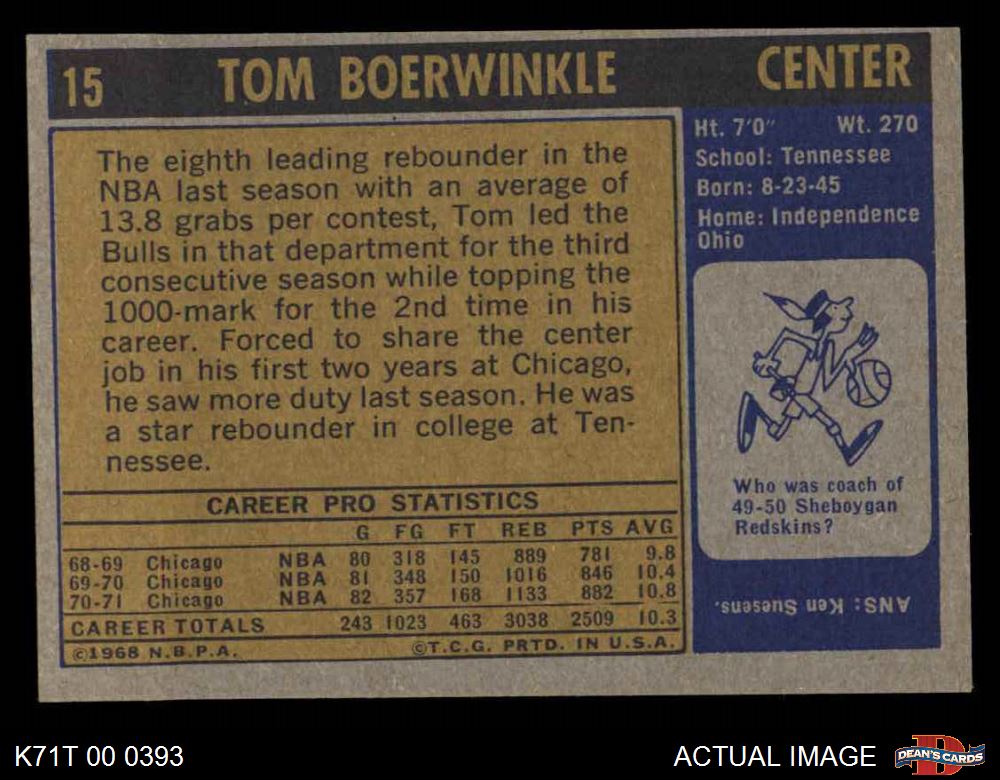 15 TOM BOERWINKLE CENTER
The eighth leading rebounder in the
NBA last season with an average of
13.8 grabs per contest, Tom led the
Bulls in that department for the third
consecutive season while topping the
1000-mark for the 2nd time in his
career. Forced to share the center
job in his first two years at Chicago,
he saw more duty last season. He was
a star rebounder in college at Ten-
nessee.
CAREER PRO STATISTICS
G FG FT REB PTS AVG
68-69 Chicago NBA 80 318 145 889 781 9.8
69-70 Chicago NBA 81 348 150 1016 846 10.4
70-71 Chicago NBA 82 357 168 1133 882 10.8
CAREER TOTALS 243 1023 463 3038 2509 10.3
©1968 N.B.P.A. ©T.C.G. PRTD. IN U.S.A.
Ht. 7'0" Wt. 270
School: Tennessee
Born: 8-23-45
Home: Independence
Ohio
Who was coach of
49-50 Sheboygan
Redskins?
ANS: Ken Suesens.
K71T 00 0393
ACTUAL IMAGE
D
DEAN'S CARDS